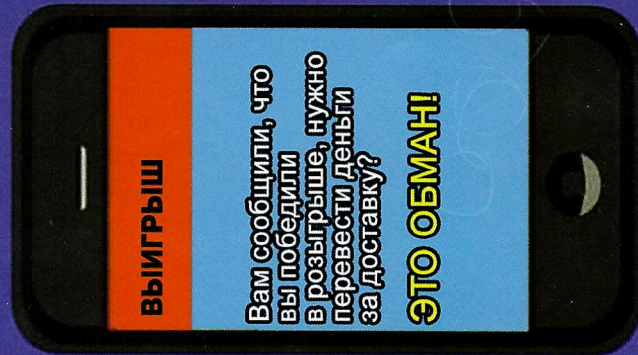 ВЫИГРЫШ
Вам сообщили, что
вы победили
в розыгрыше, нужно
перевести деньги
за доставку?
ЭТО ОБМАН!